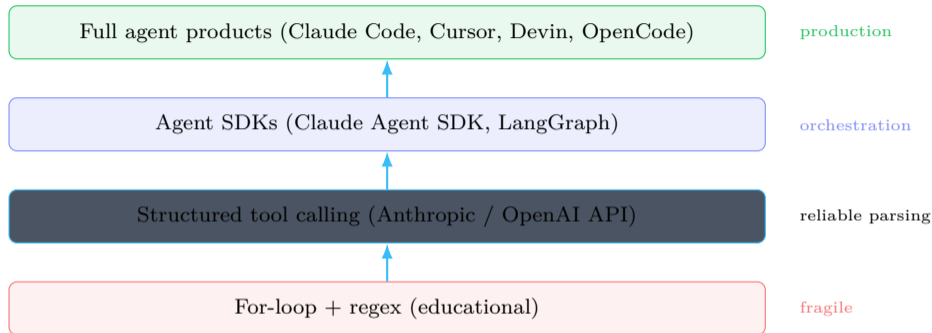 Full agent products (Claude Code, Cursor, Devin, OpenCode)
production
Agent SDKs (Claude Agent SDK, LangGraph)
orchestration
Structured tool calling (Anthropic / OpenAI API)
reliable parsing
For-loop + regex (educational)
fragile